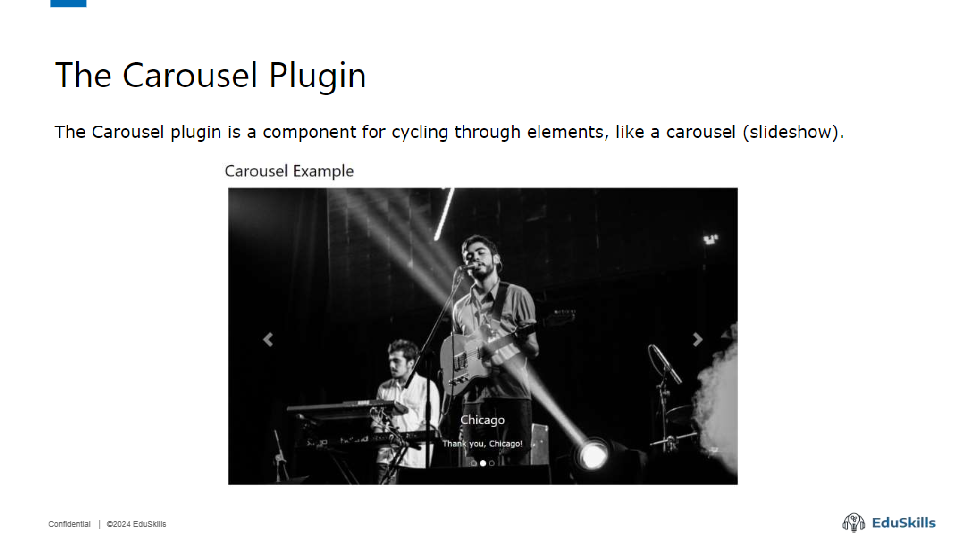 The Carousel Plugin
The Carousel plugin is a component for cycling through elements, like a carousel (slideshow).
Carousel Example
Chicago
Thank you, Chicago!
Confidential | ©2024 EduSkills
EduSkills